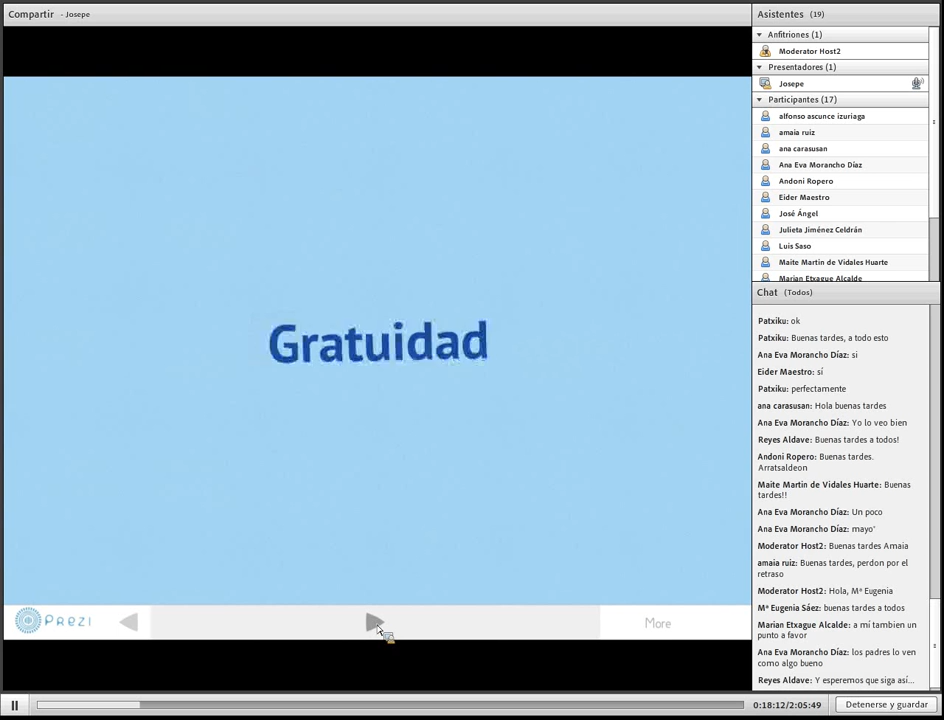 Compartir - Josepe
Gratuidad
Prezi
More
Asistentes (19)
Anfitriones (1)
Moderator Host2
Presentadores (1)
Josepe
Participantes (17)
alfonso ascunce izuriaga
amaia ruiz
ana carasusan
Ana Eva Morancho Díaz
Andoni Ropero
Eider Maestro
José Ángel
Julieta Jiménez Celdrán
Luis Saso
Maite Martin de Vidales Huarte
Marian Etxague Alcalde
Chat (Todos)
Patxiku: ok
Patxiku: Buenas tardes, a todo esto
Ana Eva Morancho Díaz: si
Eider Maestro: sí
Patxiku: perfectamente
ana carasusan: Hola buenas tardes
Ana Eva Morancho Díaz: Yo lo veo bien
Reyes Aldave: Buenas tardes a todos!
Andoni Ropero: Buenas tardes.
Arratsaldeon
Maite Martin de Vidales Huarte: Buenas
tardes!!
Ana Eva Morancho Díaz: Un poco
Ana Eva Morancho Díaz: mayo'
Moderator Host2: Buenas tardes Amaia
amaia ruiz: Buenas tardes, perdon por el
retraso
Moderator Host2: Hola, Mª Eugenia
Mª Eugenia Sáez: buenas tardes a todos
Marian Etxague Alcalde: a mí tambien un
punto a favor
Ana Eva Morancho Díaz: los padres lo ven
como algo bueno
Reyes Aldave: Y esperemos que siga así...
0:18:12/2:05:49
Detenerse y guardar